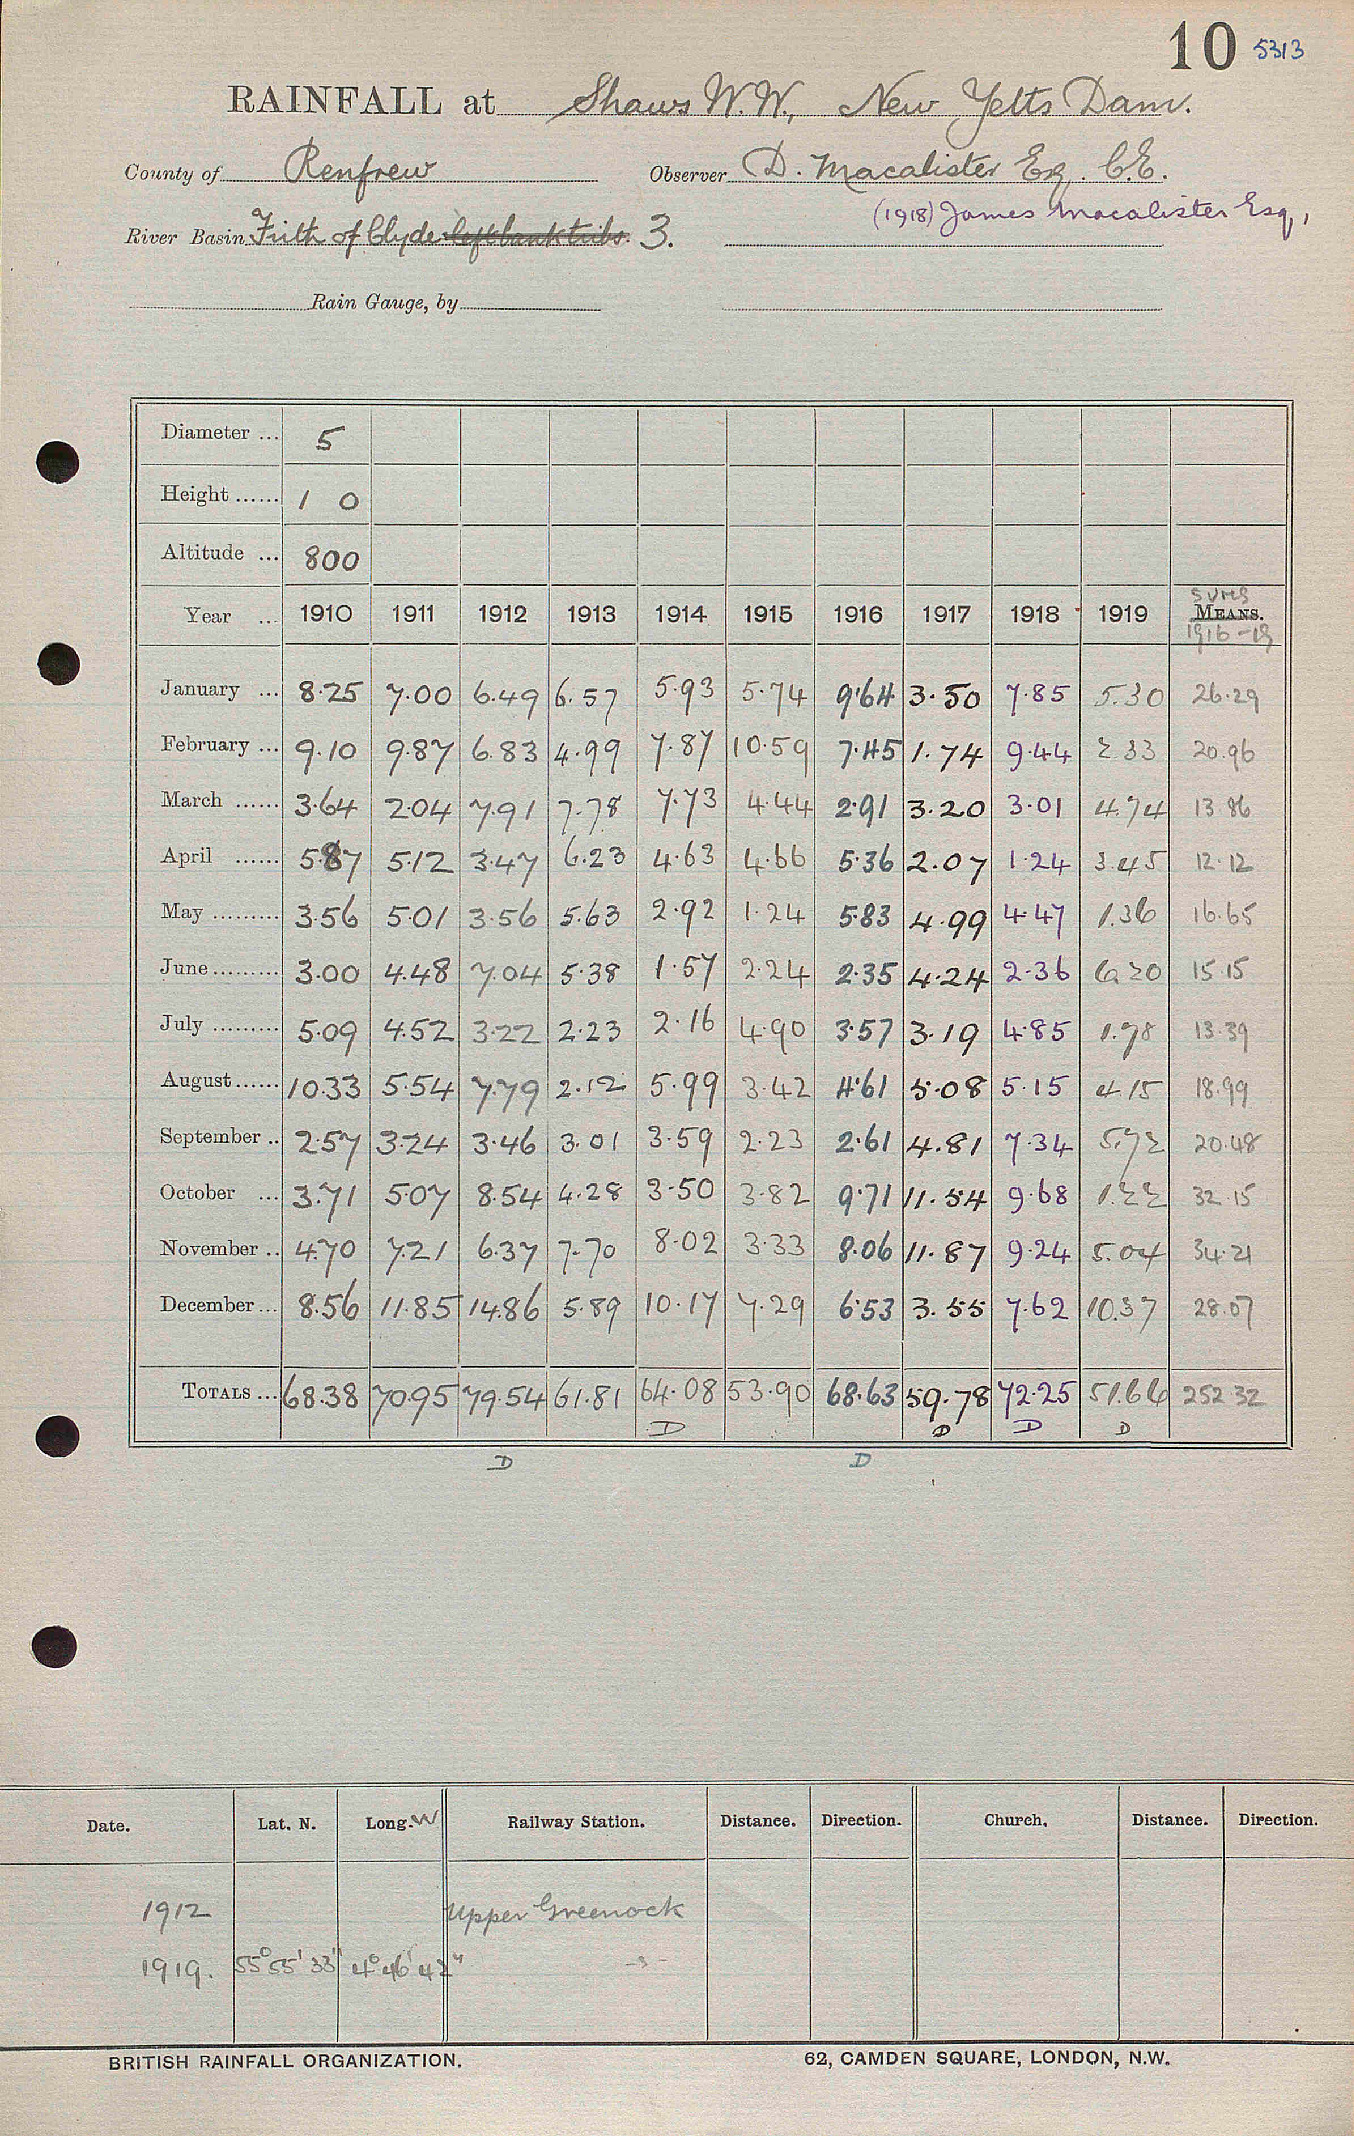 10 5313
RAINFALL at Shaws W.W., New Yetts Dam.
County of Renfrew Observer D. Macalister Esq. C.E.
(1918) James Macalister Esq,
River Basin Firth of Clyde left bank tribs. 3.
Rain Gauge, by
Diameter ... 5
Height ...... 1 0
Altitude ... 800
SUMS
Year ... 1910 1911 1912 1913 1914 1915 1916 1917 1918 1919 MEANS.
1916-19
January ... 8.25 7.00 6.49 6.57 5.93 5.74 9.64 3.50 7.85 5.30 26.29
February ... 9.10 9.87 6.83 4.99 7.87 10.59 7.45 1.74 9.44 2.33 20.96
March ...... 3.64 2.04 7.91 7.78 7.73 4.44 2.91 3.20 3.01 4.74 13.86
April ...... 5.87 5.12 3.47 6.23 4.63 4.66 5.36 2.07 1.24 3.45 12.12
May ......... 3.56 5.01 3.56 5.63 2.92 1.24 5.83 4.99 4.47 1.36 16.65
June ......... 3.00 4.48 7.04 5.38 1.57 2.24 2.35 4.24 2.36 6.20 15.15
July ......... 5.09 4.52 3.22 2.23 2.16 4.90 3.57 3.19 4.85 1.78 13.39
August ...... 10.33 5.54 7.79 2.12 5.99 3.42 4.61 5.08 5.15 4.15 18.99
September .. 2.57 3.24 3.46 3.01 3.59 2.23 2.61 4.81 7.34 5.72 20.48
October ... 3.71 5.07 8.54 4.28 3.50 3.82 9.71 11.54 9.68 1.22 32.15
November .. 4.70 7.21 6.37 7.70 8.02 3.33 8.06 11.87 9.24 5.04 34.21
December ... 8.56 11.85 14.86 5.89 10.17 7.29 6.53 3.55 7.62 10.37 28.07
TOTALS ... 68.38 70.95 79.54 61.81 64.08 53.90 68.63 59.78 72.25 51.66 252.32
D D D D
D D
Date. Lat. N. Long. W Railway Station. Distance. Direction. Church. Distance. Direction.
1912 Upper Greenock
1919. 55° 55' 33" 4° 46' 42" -3-
BRITISH RAINFALL ORGANIZATION. 62, CAMDEN SQUARE, LONDON, N.W.